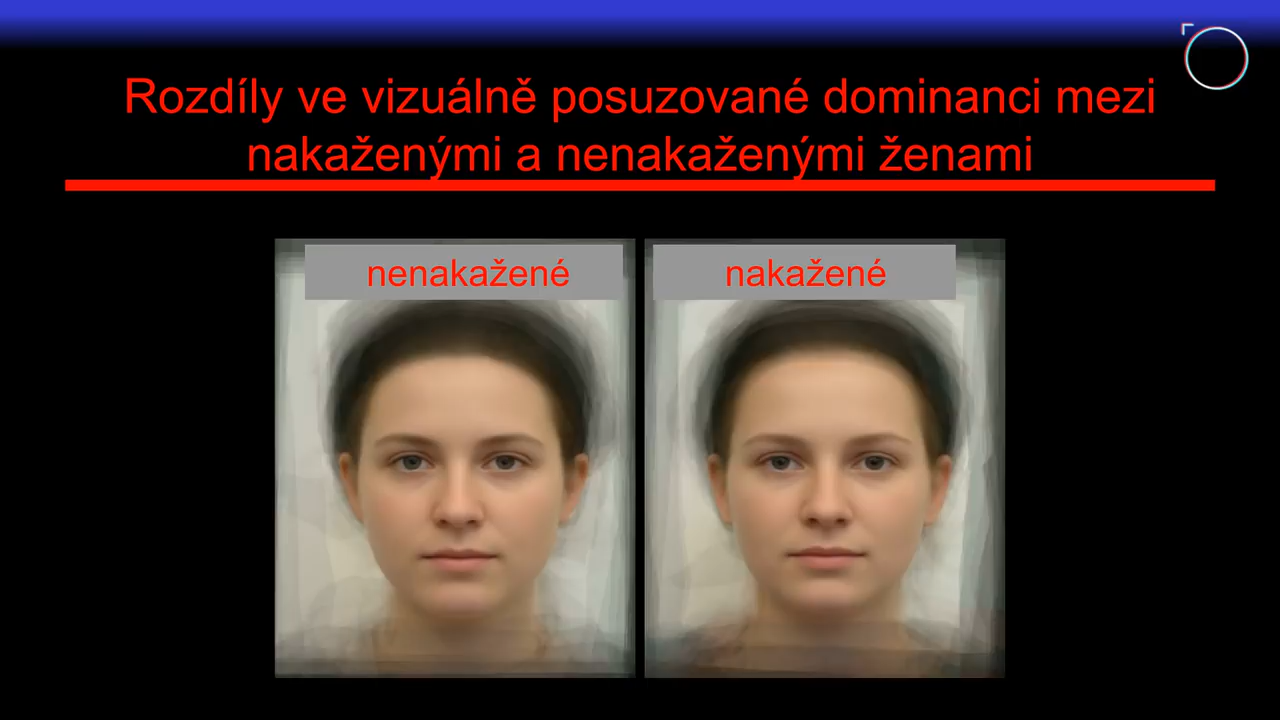 Rozdíly ve vizuálně posuzované dominanci mezi
nakaženými a nenakaženými ženami
nenakažené
nakažené